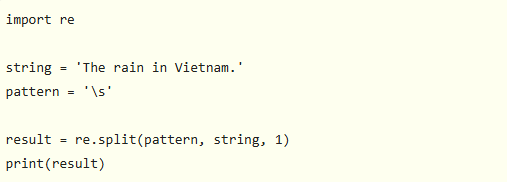 import re
string = 'The rain in Vietnam.'
pattern = '\s'
result = re.split(pattern, string, 1)
print(result)